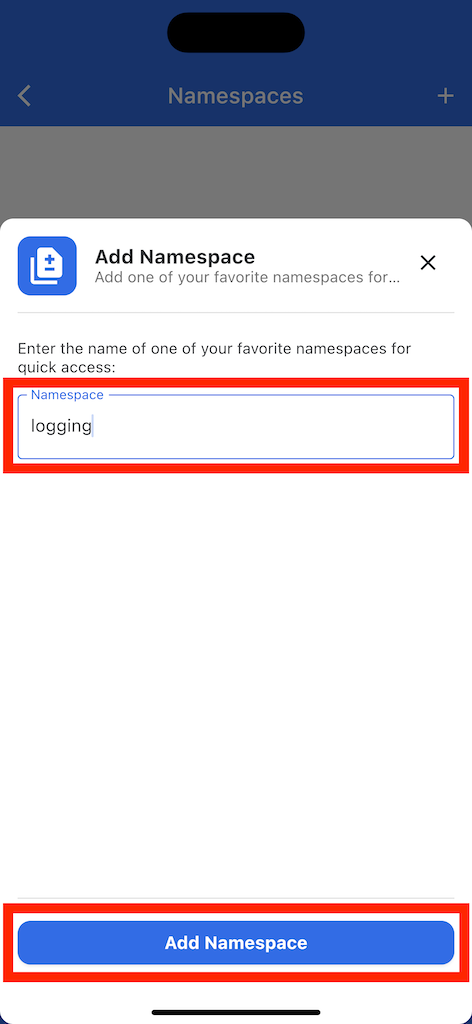 Namespaces
Add Namespace
Add one of your favorite namespaces for...
Enter the name of one of your favorite namespaces for
quick access:
Namespace
logging
Add Namespace